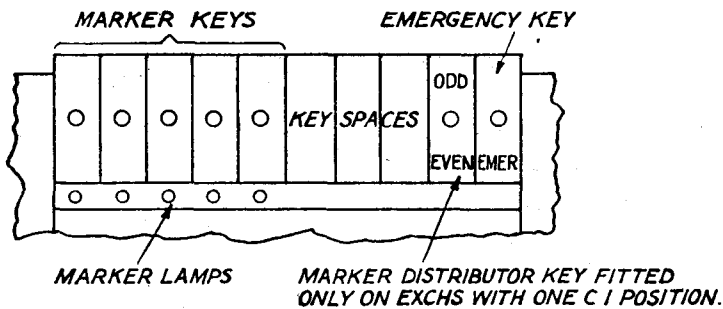 MARKER KEYS
EMERGENCY KEY
KEY SPACES
ODD
EVEN
EMER
MARKER LAMPS
MARKER DISTRIBUTOR KEY FITTED
ONLY ON EXCHS WITH ONE C I POSITION.